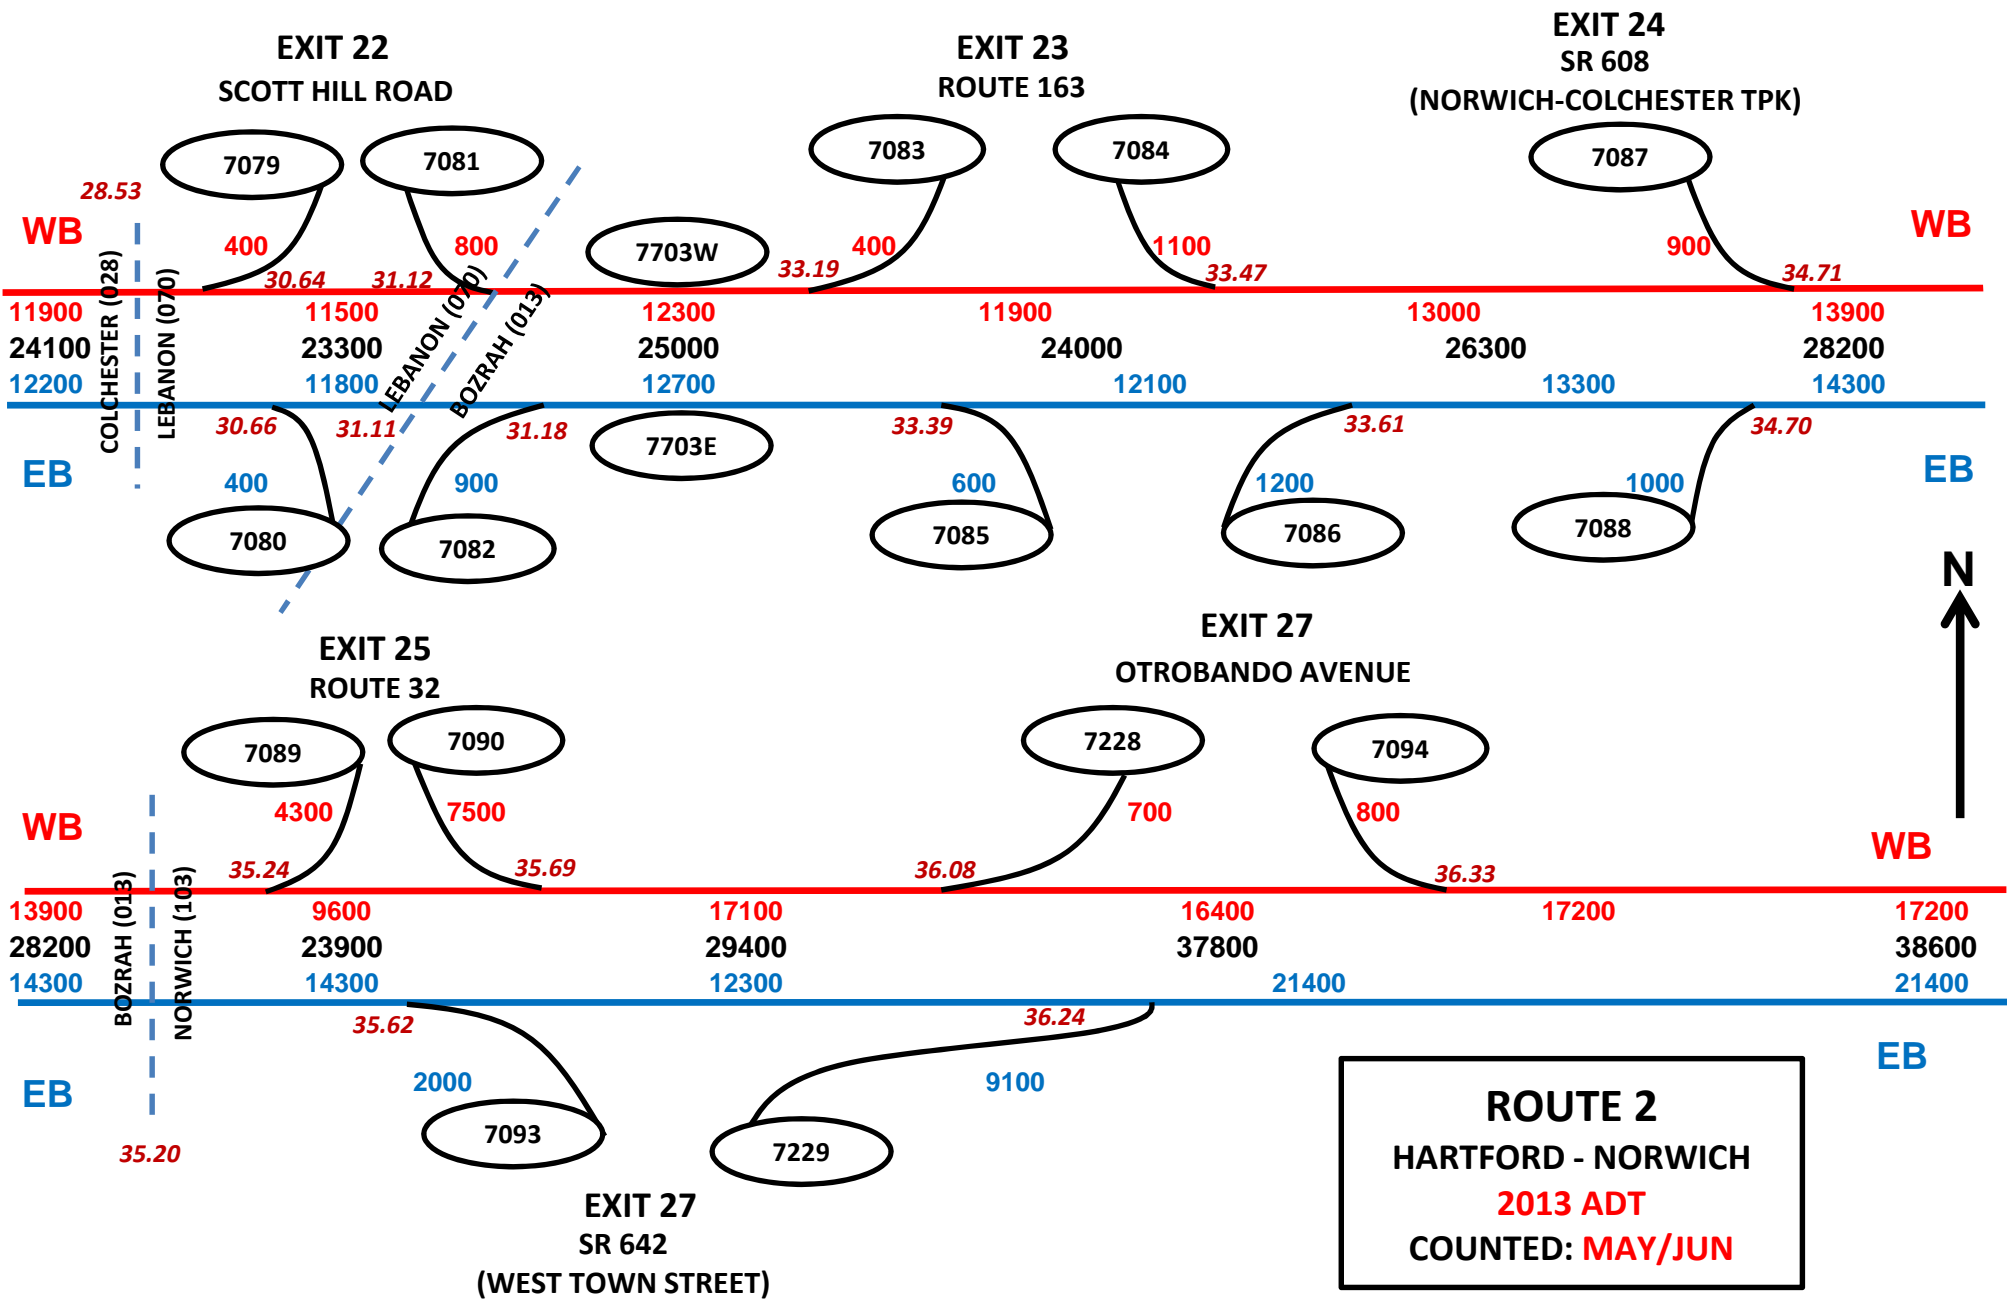 EXIT 22
SCOTT HILL ROAD
EXIT 23
ROUTE 163
EXIT 24
SR 608
(NORWICH-COLCHESTER TPK)
7079
7081
7083
7084
7087
28.53
WB
400
800
7703W
400
1100
900
WB
30.64
31.12
33.19
33.47
34.71
11900
11500
12300
11900
13000
13900
24100
23300
25000
24000
26300
28200
12200
11800
12700
12100
13300
14300
COLCHESTER (028)
LEBANON (070)
LEBANON (070)
BOZRAH (013)
30.66
31.11
31.18
33.39
33.61
34.70
EB
400
900
7703E
600
1200
1000
EB
7080
7082
7085
7086
7088
N
EXIT 25
ROUTE 32
EXIT 27
OTROBANDO AVENUE
7089
7090
7228
7094
WB
4300
7500
700
800
WB
35.24
35.69
36.08
36.33
13900
9600
17100
16400
17200
17200
28200
23900
29400
37800
38600
14300
14300
12300
21400
21400
BOZRAH (013)
NORWICH (103)
35.62
36.24
EB
2000
9100
EB
7093
7229
35.20
EXIT 27
SR 642
(WEST TOWN STREET)
ROUTE 2
HARTFORD - NORWICH
2013 ADT
COUNTED: MAY/JUN